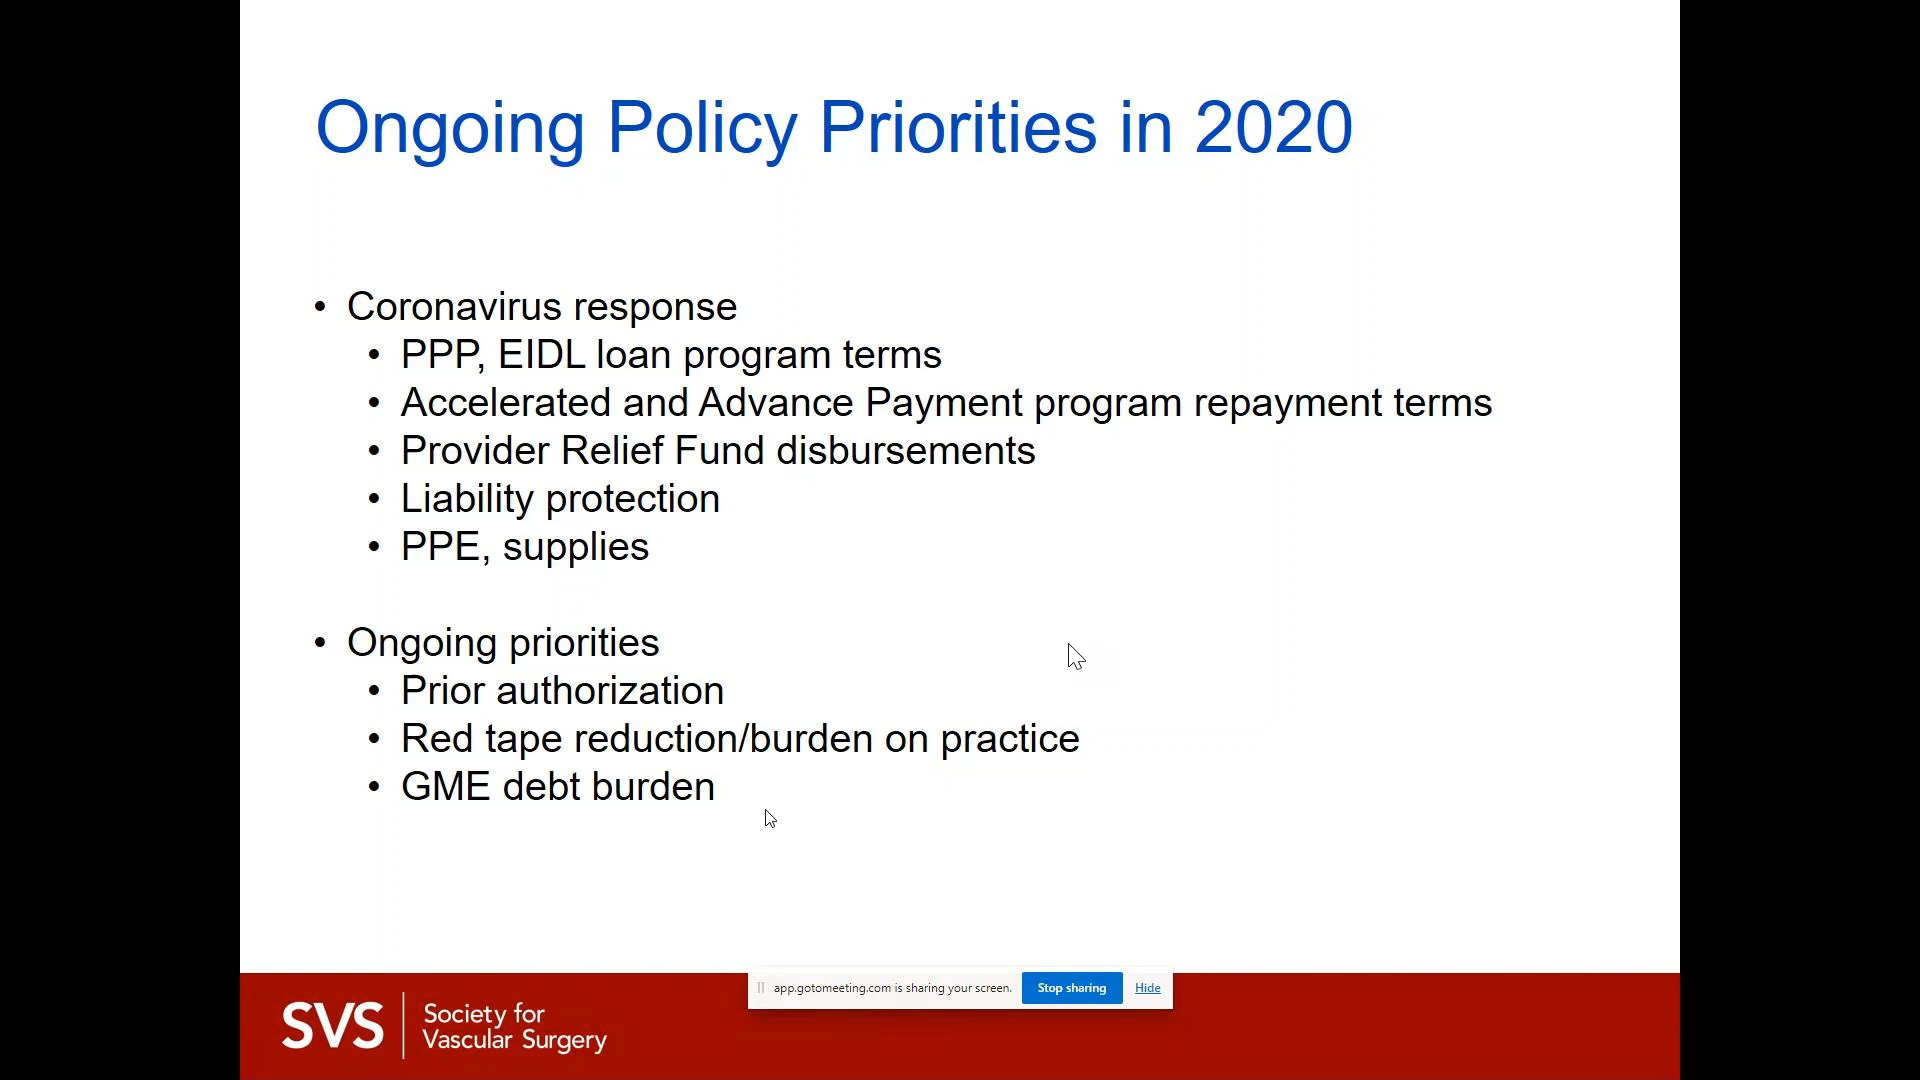 Ongoing Policy Priorities in 2020
• Coronavirus response
• PPP, EIDL loan program terms
• Accelerated and Advance Payment program repayment terms
• Provider Relief Fund disbursements
• Liability protection
• PPE, supplies
• Ongoing priorities
• Prior authorization
• Red tape reduction/burden on practice
• GME debt burden
app.gotomeeting.com is sharing your screen. Stop sharing Hide
SVS
Society for
Vascular Surgery